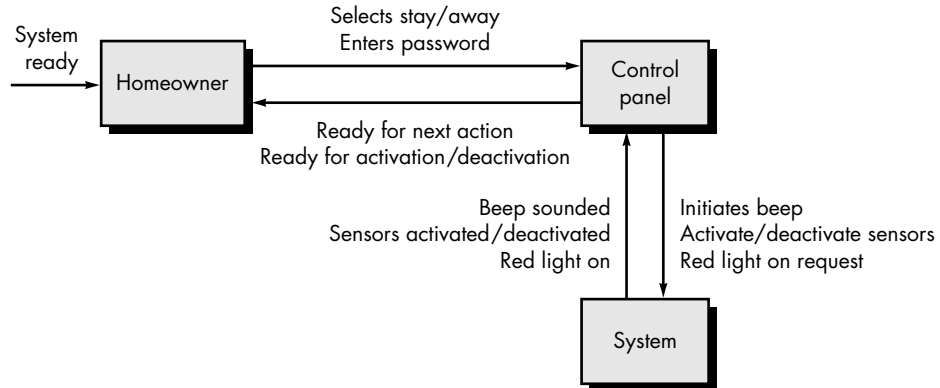 System
ready
Homeowner
Selects stay/away
Enters password
Control
panel
Ready for next action
Ready for activation/deactivation
Beep sounded
Sensors activated/deactivated
Red light on
Initiates beep
Activate/deactivate sensors
Red light on request
System